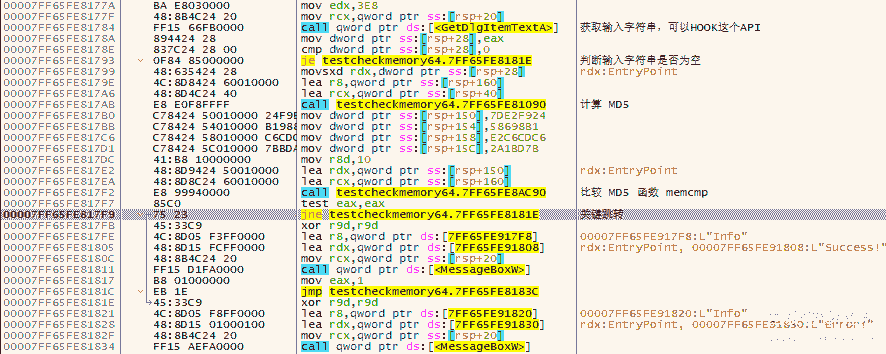 00007FF65FE8177A BA E8030000 mov edx,3E8
00007FF65FE8177F 48:8B4C24 20 mov rcx,qword ptr ss:[rsp+20]
00007FF65FE81784 FF15 66FB0000 call qword ptr ds:[<GetDlgItemTextA>] 获取输入字符串，可以HOOK这个API
00007FF65FE8178A 894424 28 mov dword ptr ss:[rsp+28],eax
00007FF65FE8178E 837C24 28 00 cmp dword ptr ss:[rsp+28],0
00007FF65FE81793 0F84 85000000 je testcheckmemory64.7FF65FE8181E 判断输入字符串是否为空
00007FF65FE81799 48:635424 28 movsxd rdx,dword ptr ss:[rsp+28] rdx:EntryPoint
00007FF65FE8179E 4C:8D8424 60010000 lea r8,qword ptr ss:[rsp+160]
00007FF65FE817A6 48:8D4C24 40 lea rcx,qword ptr ss:[rsp+40]
00007FF65FE817AB E8 E0F8FFFF call testcheckmemory64.7FF65FE81090 计算 MD5
00007FF65FE817B0 C78424 50010000 24F9 mov dword ptr ss:[rsp+150],7DE2F924
00007FF65FE817BB C78424 54010000 B198 mov dword ptr ss:[rsp+154],58698B1
00007FF65FE817C6 C78424 58010000 C6CD mov dword ptr ss:[rsp+158],E2C6CDC6
00007FF65FE817D1 C78424 5C010000 7BBD mov dword ptr ss:[rsp+15C],2A1BD7B
00007FF65FE817DC 41:B8 10000000 mov r8d,10
00007FF65FE817E2 48:8D9424 50010000 lea rdx,qword ptr ss:[rsp+150] rdx:EntryPoint
00007FF65FE817EA 48:8D8C24 60010000 lea rcx,qword ptr ss:[rsp+160]
00007FF65FE817F2 E8 99940000 call testcheckmemory64.7FF65FE8AC90 比较 MD5 函数 memcmp
00007FF65FE817F7 85C0 test eax,eax
00007FF65FE817F9 75 23 jne testcheckmemory64.7FF65FE8181E 关键跳转
00007FF65FE817FB 45:33C9 xor r9d,r9d
00007FF65FE817FE 4C:8D05 F3FF0000 lea r8,qword ptr ds:[7FF65FE917F8] 00007FF65FE917F8:L"Info"
00007FF65FE81805 48:8D15 FCFF0000 lea rdx,qword ptr ds:[7FF65FE91808] rdx:EntryPoint, 00007FF65FE91808:L"Success!"
00007FF65FE8180C 48:8B4C24 20 mov rcx,qword ptr ss:[rsp+20]
00007FF65FE81811 FF15 D1FA0000 call qword ptr ds:[<MessageBoxW>]
00007FF65FE81817 B8 01000000 mov eax,1
00007FF65FE8181C EB 1E jmp testcheckmemory64.7FF65FE8183C
00007FF65FE8181E 45:33C9 xor r9d,r9d
00007FF65FE81821 4C:8D05 F8FF0000 lea r8,qword ptr ds:[7FF65FE91820] 00007FF65FE91820:L"Info"
00007FF65FE81828 48:8D15 01000100 lea rdx,qword ptr ds:[7FF65FE91830] rdx:EntryPoint, 00007FF65FE91830:L"Error!"
00007FF65FE8182F 48:8B4C24 20 mov rcx,qword ptr ss:[rsp+20]
00007FF65FE81834 FF15 AEFA0000 call qword ptr ds:[<MessageBoxW>]